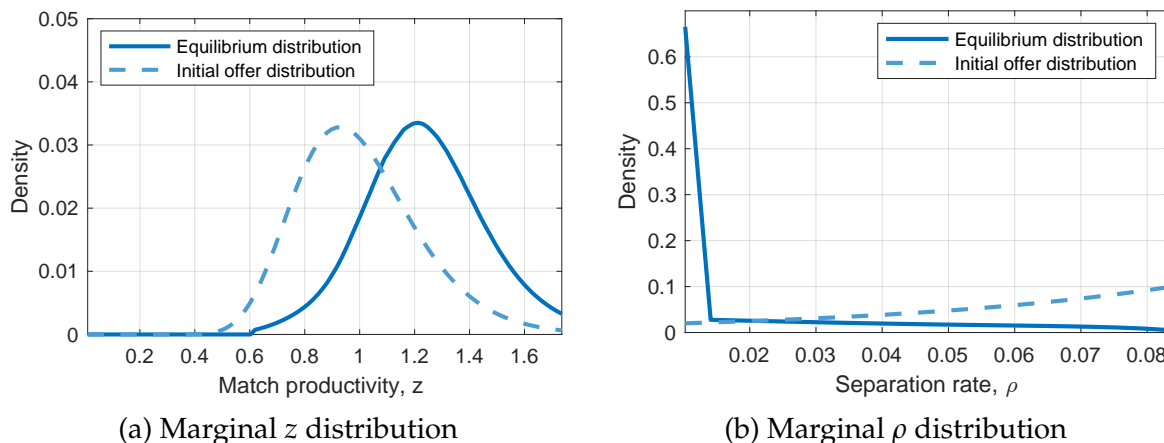 0.05
0.04
0.03
0.02
0.01
0
Density
0.2 0.4 0.6 0.8 1 1.2 1.4 1.6
Match productivity, z
Equilibrium distribution
Initial offer distribution
(a) Marginal z distribution
0.6
0.5
0.4
0.3
0.2
0.1
0
Density
0.02 0.03 0.04 0.05 0.06 0.07 0.08
Separation rate, ρ
Equilibrium distribution
Initial offer distribution
(b) Marginal ρ distribution